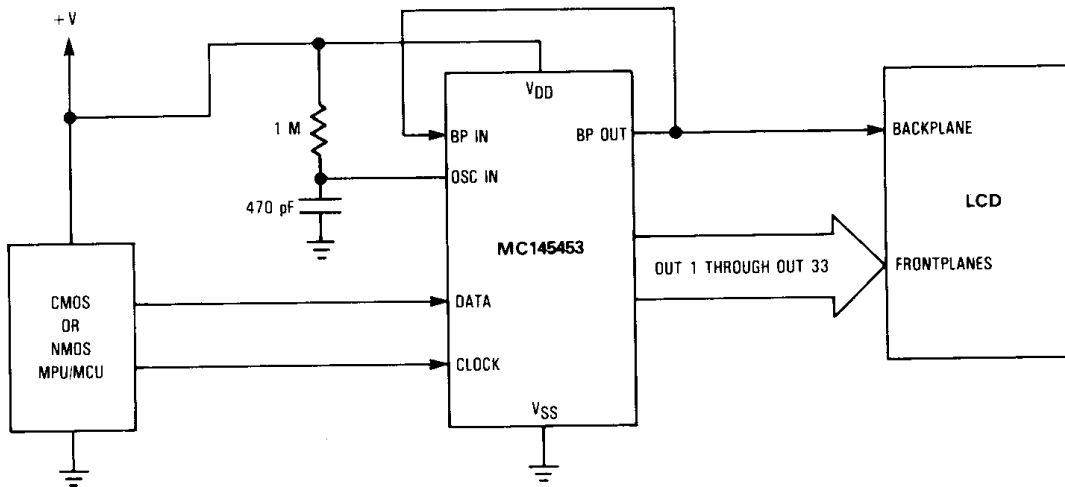 +V
VDD
1 M
BP IN
BP OUT
BACKPLANE
OSC IN
470 pF
LCD
MC145453
OUT 1 THROUGH OUT 33
FRONTPLANES
CMOS
OR
NMOS
MPU/MCU
DATA
CLOCK
VSS